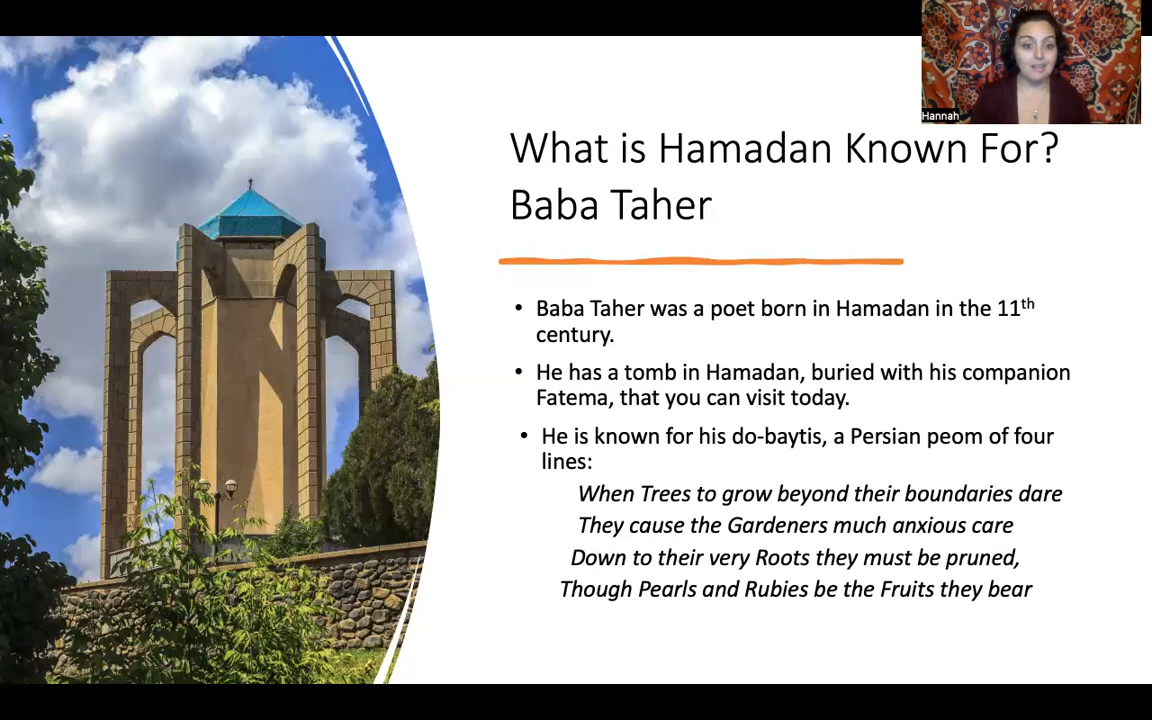 Hannah
What is Hamadan Known For?
Baba Taher
• Baba Taher was a poet born in Hamadan in the 11th
century.
• He has a tomb in Hamadan, buried with his companion
Fatema, that you can visit today.
• He is known for his do-baytis, a Persian peom of four
lines:
When Trees to grow beyond their boundaries dare
They cause the Gardeners much anxious care
Down to their very Roots they must be pruned,
Though Pearls and Rubies be the Fruits they bear